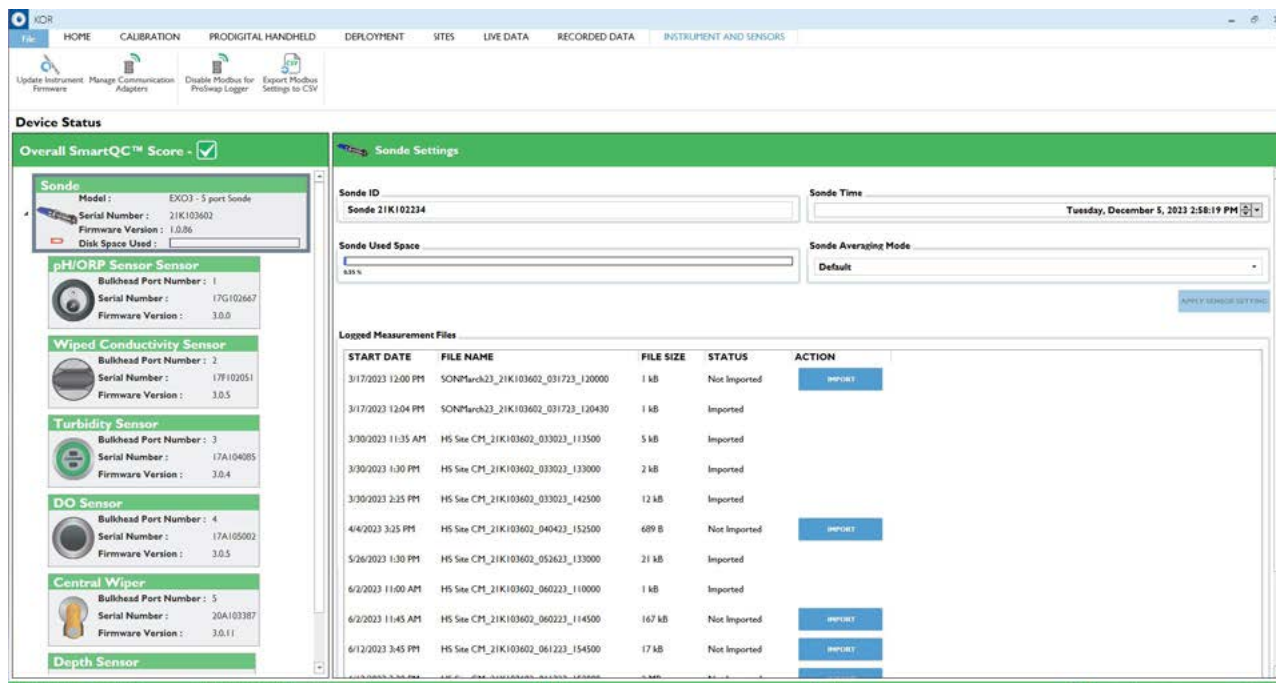 KOR
File HOME CALIBRATION PRODIGITAL HANDHELD DEPLOYMENT SITES LIVE DATA RECORDED DATA INSTRUMENT AND SENSORS
Update Instrument Firmware
Manage Communication Adapters
Disable Modbus for ProSwap Logger
CSV
Export Modbus Settings to CSV
Device Status
Overall SmartQC™ Score -
Sonde
Model : EXO3 - 5 port Sonde
Serial Number : 21K103602
Firmware Version : 1.0.86
Disk Space Used :
pH/ORP Sensor Sensor
Bulkhead Port Number : 1
Serial Number : 17G102667
Firmware Version : 3.0.0
Wiped Conductivity Sensor
Bulkhead Port Number : 2
Serial Number : 17F102051
Firmware Version : 3.0.5
Turbidity Sensor
Bulkhead Port Number : 3
Serial Number : 17A104085
Firmware Version : 3.0.4
DO Sensor
Bulkhead Port Number : 4
Serial Number : 17A105002
Firmware Version : 3.0.5
Central Wiper
Bulkhead Port Number : 5
Serial Number : 20A103387
Firmware Version : 3.0.11
Depth Sensor
Sonde Settings
Sonde ID
Sonde 21K102234
Sonde Time
Tuesday, December 5, 2023 2:58:19 PM
Sonde Used Space
0.55 %
Sonde Averaging Mode
Default
APPLY SENSOR SETTING
Logged Measurement Files
START DATE FILE NAME FILE SIZE STATUS ACTION
3/17/2023 12:00 PM SONMarch23_21K103602_031723_120000 1 kB Not Imported IMPORT
3/17/2023 12:04 PM SONMarch23_21K103602_031723_120430 1 kB Imported
3/30/2023 11:35 AM HS Site CM_21K103602_033023_113500 5 kB Imported
3/30/2023 1:30 PM HS Site CM_21K103602_033023_133000 2 kB Imported
3/30/2023 2:25 PM HS Site CM_21K103602_033023_142500 12 kB Imported
4/4/2023 3:25 PM HS Site CM_21K103602_040423_152500 689 B Not Imported IMPORT
5/26/2023 1:30 PM HS Site CM_21K103602_052623_133000 21 kB Imported
6/2/2023 11:00 AM HS Site CM_21K103602_060223_110000 1 kB Imported
6/2/2023 11:45 AM HS Site CM_21K103602_060223_114500 167 kB Not Imported IMPORT
6/12/2023 3:45 PM HS Site CM_21K103602_061223_154500 17 kB Not Imported IMPORT